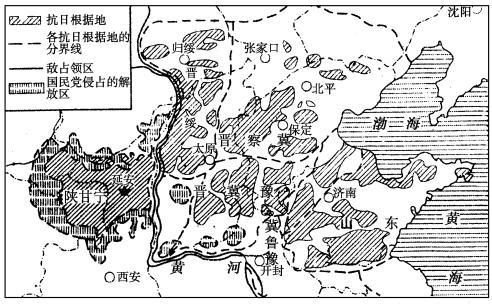 抗日根据地
各抗日根据地的
分界线
敌占领区
国民党侵占的解
放区
沈阳
归绥
张家口
晋
北平
绥
晋 察 冀
保定
渤 海
太原
延安
陕甘宁
晋 冀 豫
济南
冀
鲁
豫
山 东
黄
海
西安
黄 河
开封